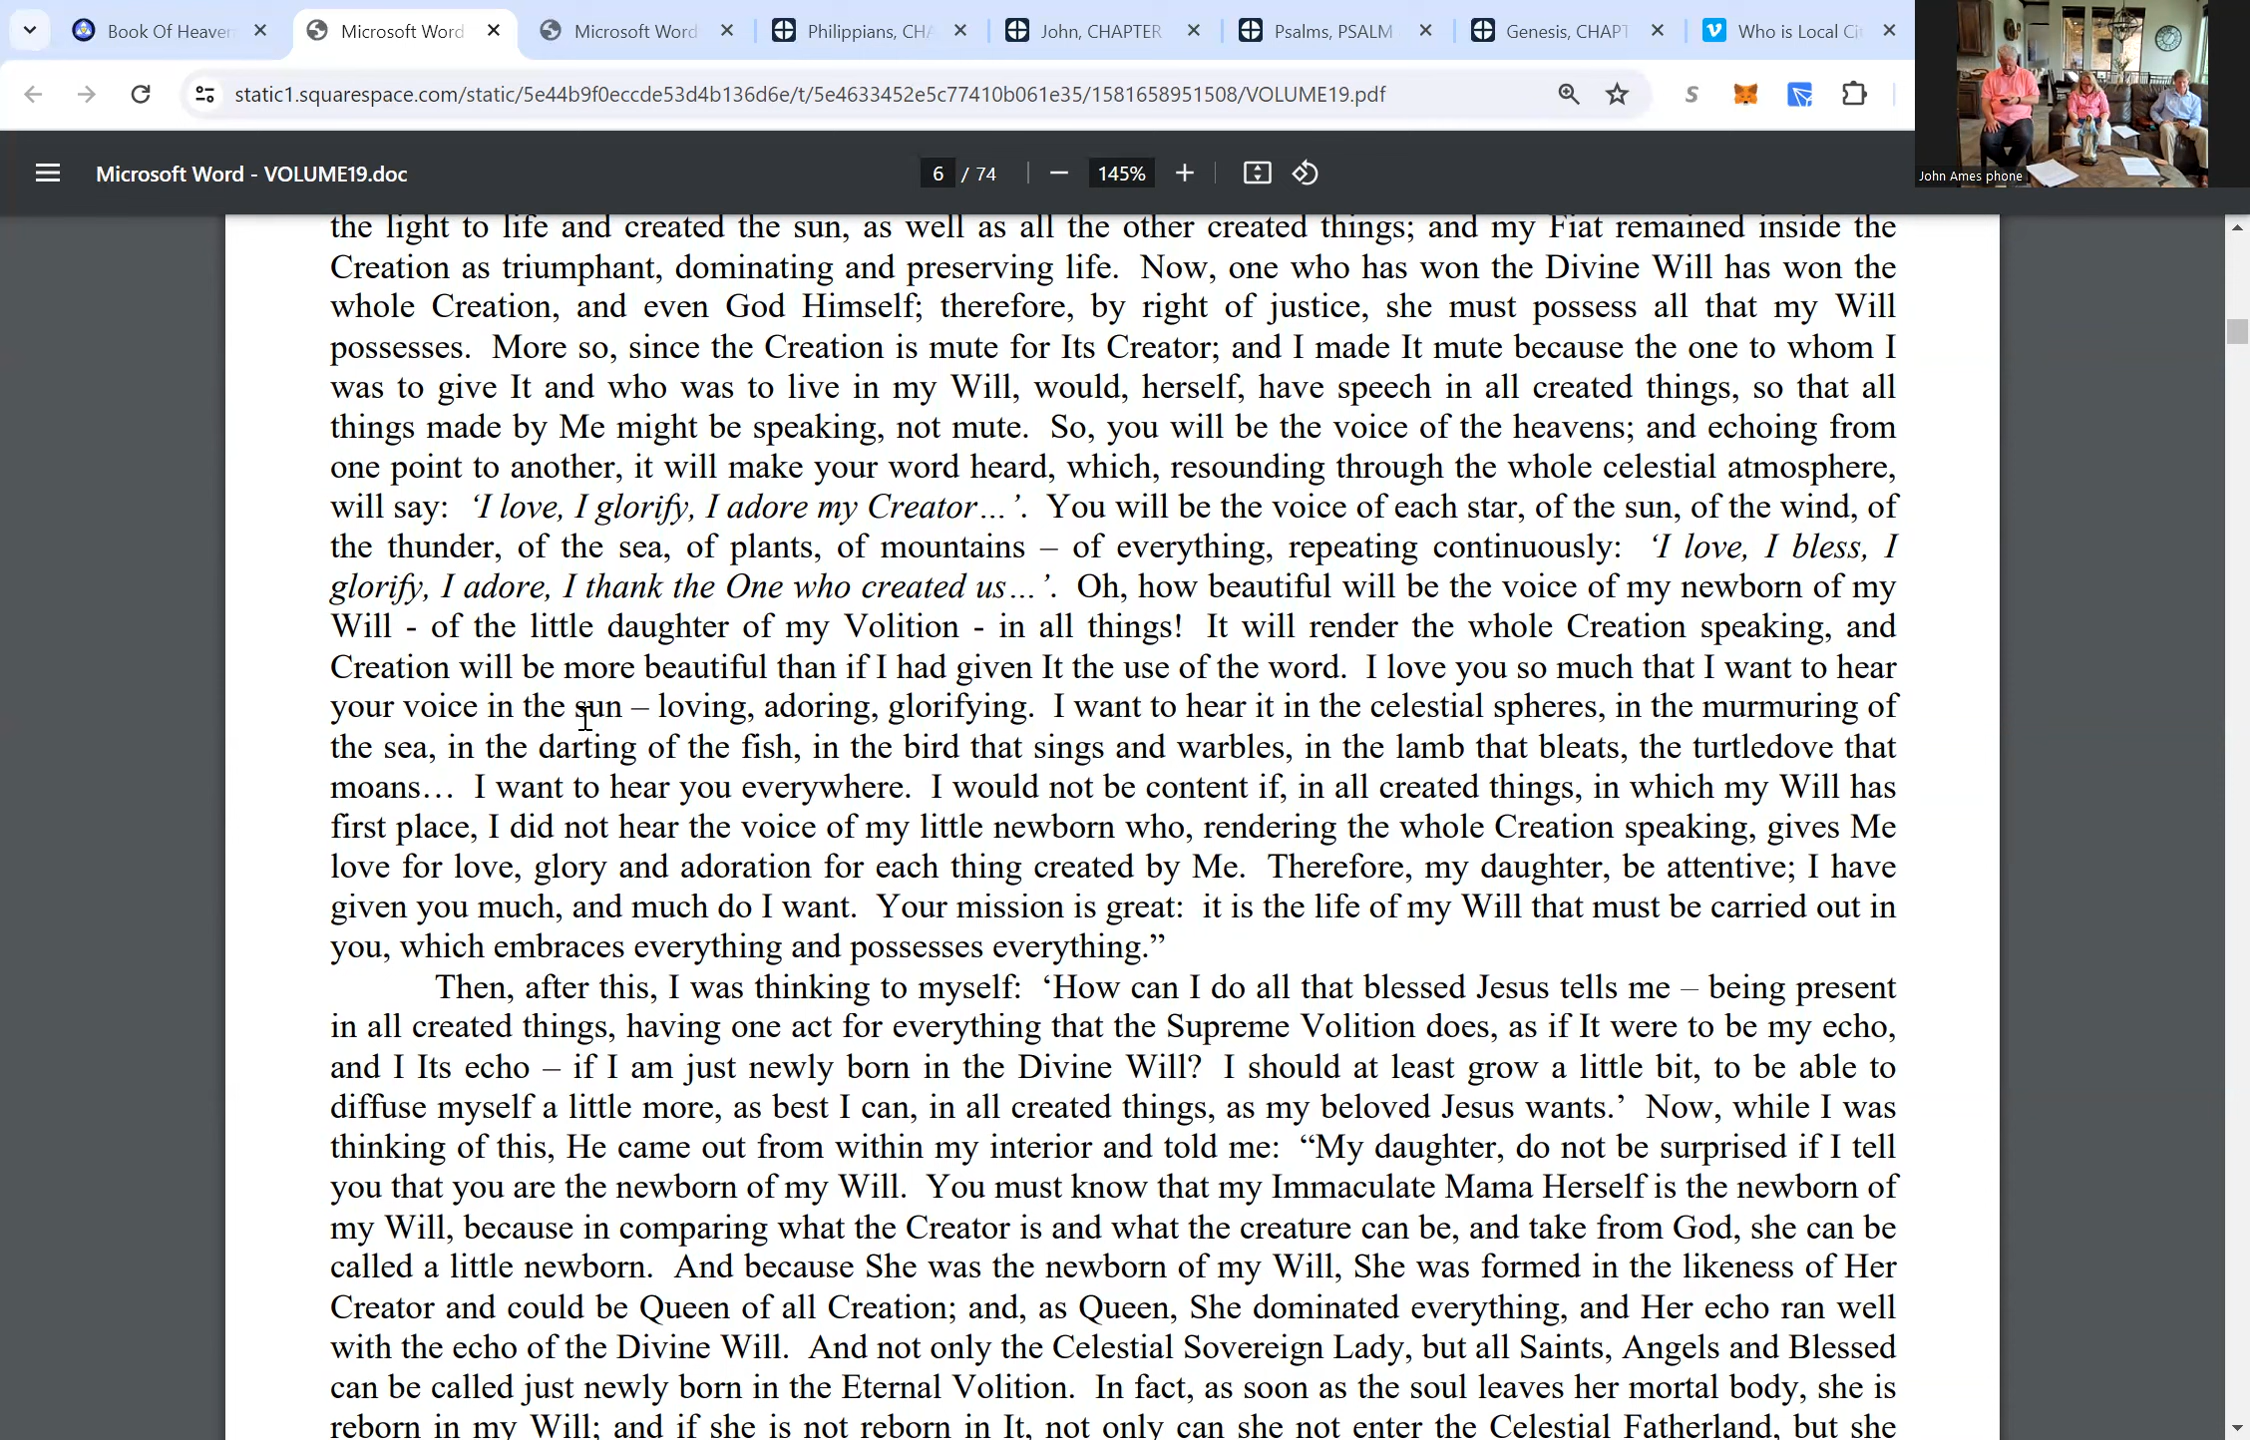 Book Of Heaven
Microsoft Word
Microsoft Word
Philippians, CHA
John, CHAPTER
Psalms, PSALM
Genesis, CHAPT
Who is Local Ci
static1.squarespace.com/static/5e44b9f0eccde53d4b136d6e/t/5e4633452e5c77410b061e35/1581658951508/VOLUME19.pdf
S
John Ames phone
Microsoft Word - VOLUME19.doc
6 / 74
145%
the light to life and created the sun, as well as all the other created things; and my Fiat remained inside the
Creation as triumphant, dominating and preserving life. Now, one who has won the Divine Will has won the
whole Creation, and even God Himself; therefore, by right of justice, she must possess all that my Will
possesses. More so, since the Creation is mute for Its Creator; and I made It mute because the one to whom I
was to give It and who was to live in my Will, would, herself, have speech in all created things, so that all
things made by Me might be speaking, not mute. So, you will be the voice of the heavens; and echoing from
one point to another, it will make your word heard, which, resounding through the whole celestial atmosphere,
will say: ‘I love, I glorify, I adore my Creator…’. You will be the voice of each star, of the sun, of the wind, of
the thunder, of the sea, of plants, of mountains – of everything, repeating continuously: ‘I love, I bless, I
glorify, I adore, I thank the One who created us…’. Oh, how beautiful will be the voice of my newborn of my
Will - of the little daughter of my Volition - in all things! It will render the whole Creation speaking, and
Creation will be more beautiful than if I had given It the use of the word. I love you so much that I want to hear
your voice in the sun – loving, adoring, glorifying. I want to hear it in the celestial spheres, in the murmuring of
the sea, in the darting of the fish, in the bird that sings and warbles, in the lamb that bleats, the turtledove that
moans… I want to hear you everywhere. I would not be content if, in all created things, in which my Will has
first place, I did not hear the voice of my little newborn who, rendering the whole Creation speaking, gives Me
love for love, glory and adoration for each thing created by Me. Therefore, my daughter, be attentive; I have
given you much, and much do I want. Your mission is great: it is the life of my Will that must be carried out in
you, which embraces everything and possesses everything.”
Then, after this, I was thinking to myself: ‘How can I do all that blessed Jesus tells me – being present
in all created things, having one act for everything that the Supreme Volition does, as if It were to be my echo,
and I Its echo – if I am just newly born in the Divine Will? I should at least grow a little bit, to be able to
diffuse myself a little more, as best I can, in all created things, as my beloved Jesus wants.’ Now, while I was
thinking of this, He came out from within my interior and told me: “My daughter, do not be surprised if I tell
you that you are the newborn of my Will. You must know that my Immaculate Mama Herself is the newborn of
my Will, because in comparing what the Creator is and what the creature can be, and take from God, she can be
called a little newborn. And because She was the newborn of my Will, She was formed in the likeness of Her
Creator and could be Queen of all Creation; and, as Queen, She dominated everything, and Her echo ran well
with the echo of the Divine Will. And not only the Celestial Sovereign Lady, but all Saints, Angels and Blessed
can be called just newly born in the Eternal Volition. In fact, as soon as the soul leaves her mortal body, she is
reborn in my Will; and if she is not reborn in It, not only can she not enter the Celestial Fatherland, but she